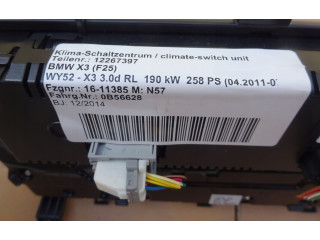 Klima-Schaltzentrum / climate-switch unit
Teilenr.: 12267397
BMW X3 (F25)
WY52 - X3 3.0d RL 190 kW 258 PS (04.2011-0
Fzgnr.: 16-11385 M: N57
Fahrg.Nr.: 0B56628
BJ: 12/2014